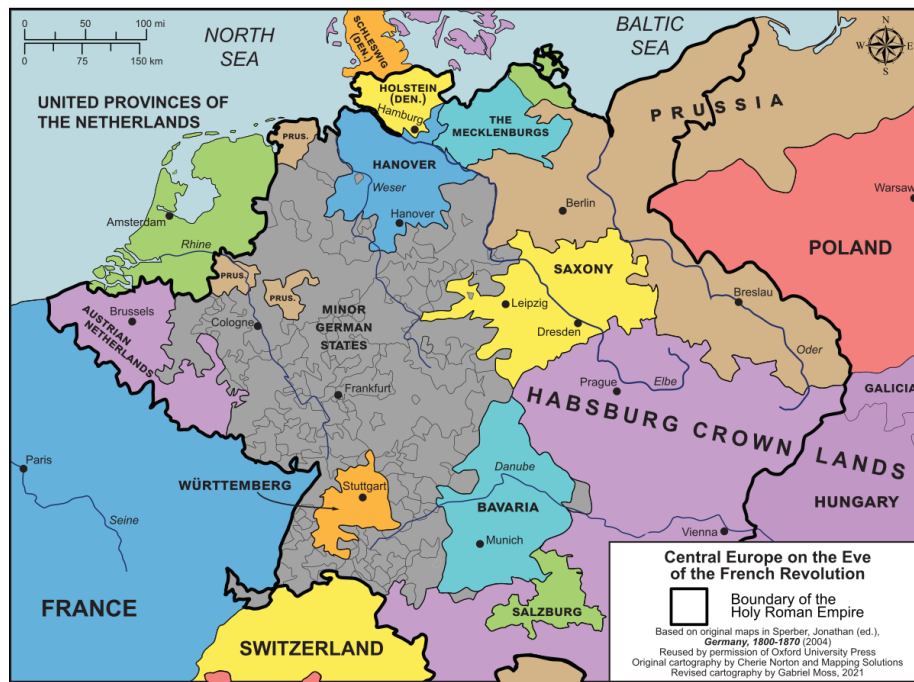 0 50 100 mi
0 75 150 km
NORTH
SEA
BALTIC
SEA
N
W
E
S
SCHLESWIG
(DEN.)
HOLSTEIN
(DEN.)
Hamburg
THE
MECKLENBURGS
PRUSSIA
UNITED PROVINCES OF
THE NETHERLANDS
PRUS.
HANOVER
Weser
Hanover
Berlin
Warsaw
Amsterdam
Rhine
POLAND
PRUS.
PRUS.
SAXONY
Leipzig
Dresden
Breslau
Oder
Brussels
AUSTRIAN
NETHERLANDS
Cologne
MINOR
GERMAN
STATES
Frankfurt
Prague
Elbe
GALICIA
HABSBURG CROWN LANDS
Paris
Seine
WÜRTTEMBERG
Stuttgart
Danube
BAVARIA
Munich
HUNGARY
Vienna
FRANCE
SALZBURG
SWITZERLAND
Central Europe on the Eve
of the French Revolution
Boundary of the
Holy Roman Empire
Based on original maps in Sperber, Jonathan (ed.),
Germany, 1800-1870 (2004)
Reused by permission of Oxford University Press
Original cartography by Cherie Norton and Mapping Solutions
Revised cartography by Gabriel Moss, 2021